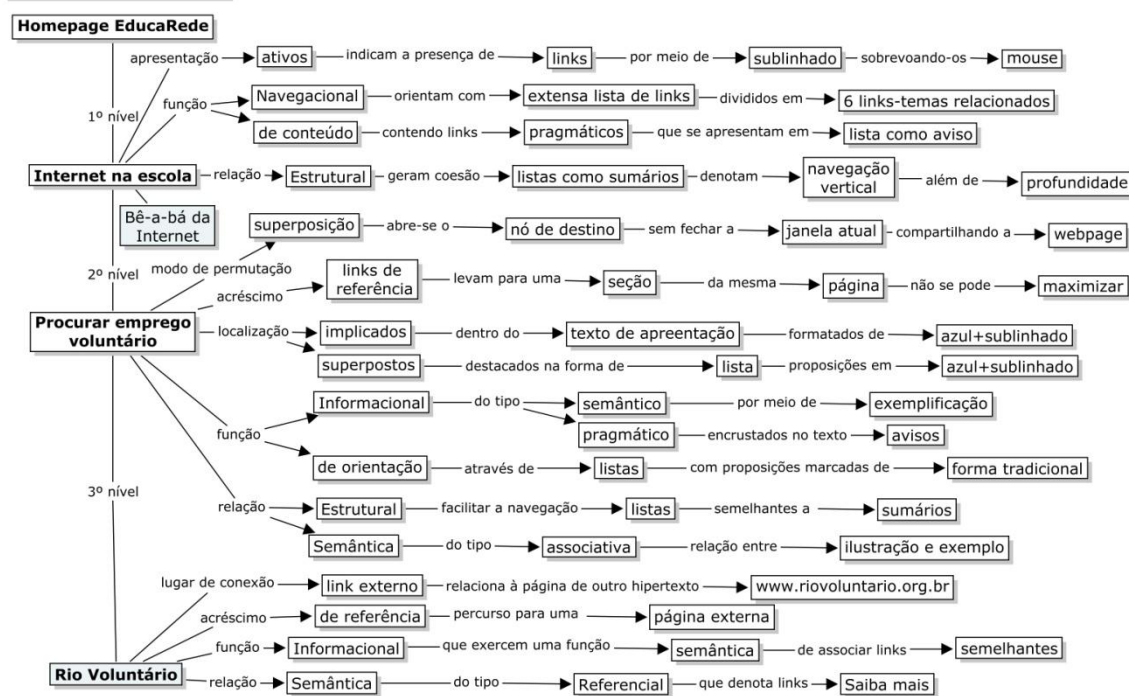 Homepage EducaRede
apresentação ativos indicam a presença de links por meio de sublinhado sobrevoando-os mouse
função Navegacional orientam com extensa lista de links divididos em 6 links-temas relacionados
1º nível
de conteúdo contendo links pragmáticos que se apresentam em lista como aviso
Internet na escola relação Estrutural geram coesão listas como sumários denotam navegação
vertical além de profundidade
Bê-a-bá da
Internet
superposição abre-se o nó de destino sem fechar a janela atual compartilhando a webpage
2º nível modo de permutação
acréscimo links de
referência levam para uma seção da mesma página não se pode maximizar
Procurar emprego
voluntário localização implicados dentro do texto de apreentação formatados de azul+sublinhado
superpostos destacados na forma de lista proposições em azul+sublinhado
função Informacional do tipo semântico por meio de exemplificação
pragmático encrustados no texto avisos
de orientação através de listas com proposições marcadas de forma tradicional
3º nível
relação Estrutural facilitar a navegação listas semelhantes a sumários
Semântica do tipo associativa relação entre ilustração e exemplo
lugar de conexão link externo relaciona à página de outro hipertexto www.riovoluntario.org.br
acréscimo de referência percurso para uma página externa
função Informacional que exercem uma função semântica de associar links semelhantes
Rio Voluntário relação Semântica do tipo Referencial que denota links Saiba mais